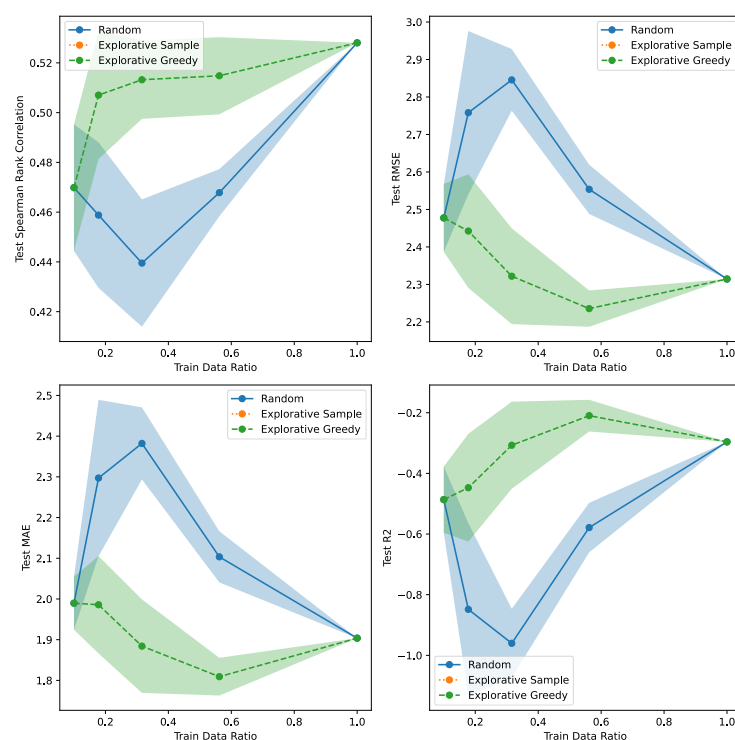 Random
Explorative Sample
Explorative Greedy
0.52
0.50
0.48
0.46
0.44
0.42
Test Spearman Rank Correlation
0.2
0.4
0.6
0.8
1.0
Train Data Ratio
Random
Explorative Sample
Explorative Greedy
3.0
2.9
2.8
2.7
2.6
2.5
2.4
2.3
2.2
Test RMSE
0.2
0.4
0.6
0.8
1.0
Train Data Ratio
Random
Explorative Sample
Explorative Greedy
2.5
2.4
2.3
2.2
2.1
2.0
1.9
1.8
Test MAE
0.2
0.4
0.6
0.8
1.0
Train Data Ratio
−0.2
−0.4
−0.6
−0.8
−1.0
Test R2
Random
Explorative Sample
Explorative Greedy
0.2
0.4
0.6
0.8
1.0
Train Data Ratio